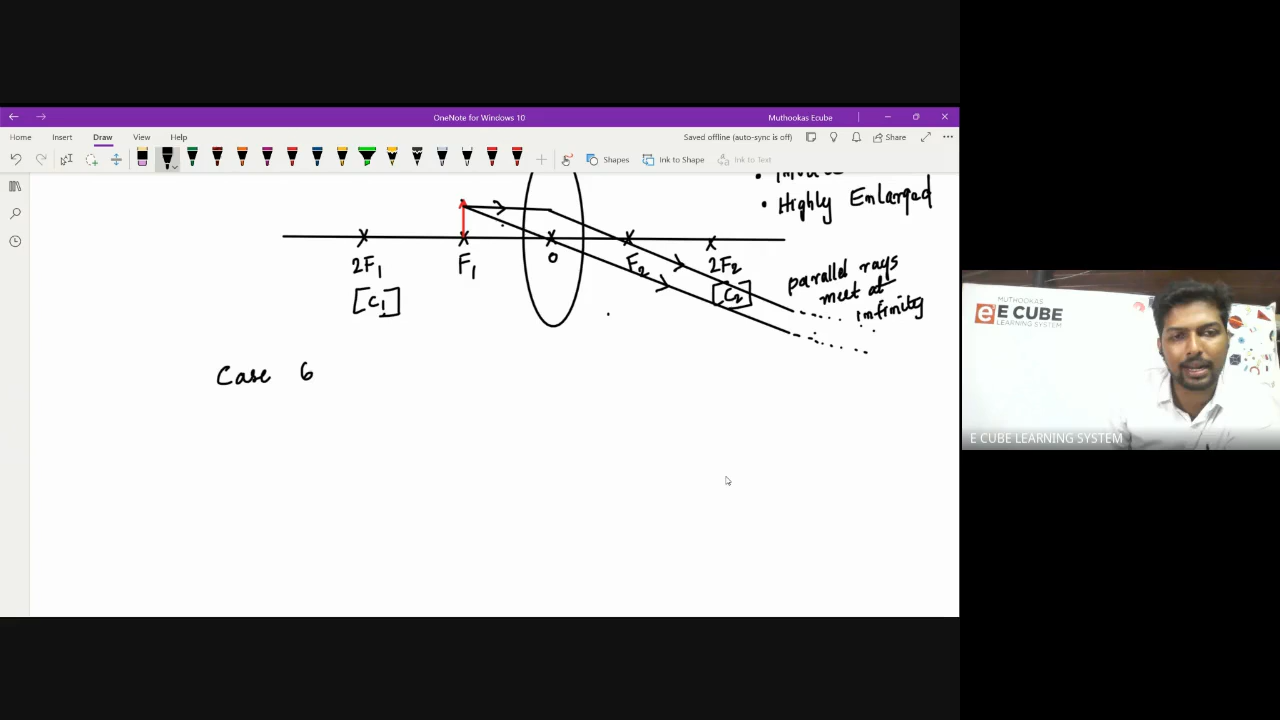 OneNote for Windows 10
Muthookas Ecube
Home Insert Draw View Help
Saved offline (auto-sync is off)
Share
Shapes
Ink to Shape
Ink to Text
• Highly Enlarged
2F₁ F₁ O F₂ 2F₂
[C₁] [C₂]
parallel rays
meet at
infinity
Case 6
MUTHOOKAS
e E CUBE
LEARNING SYSTEM
E CUBE LEARNING SYSTEM